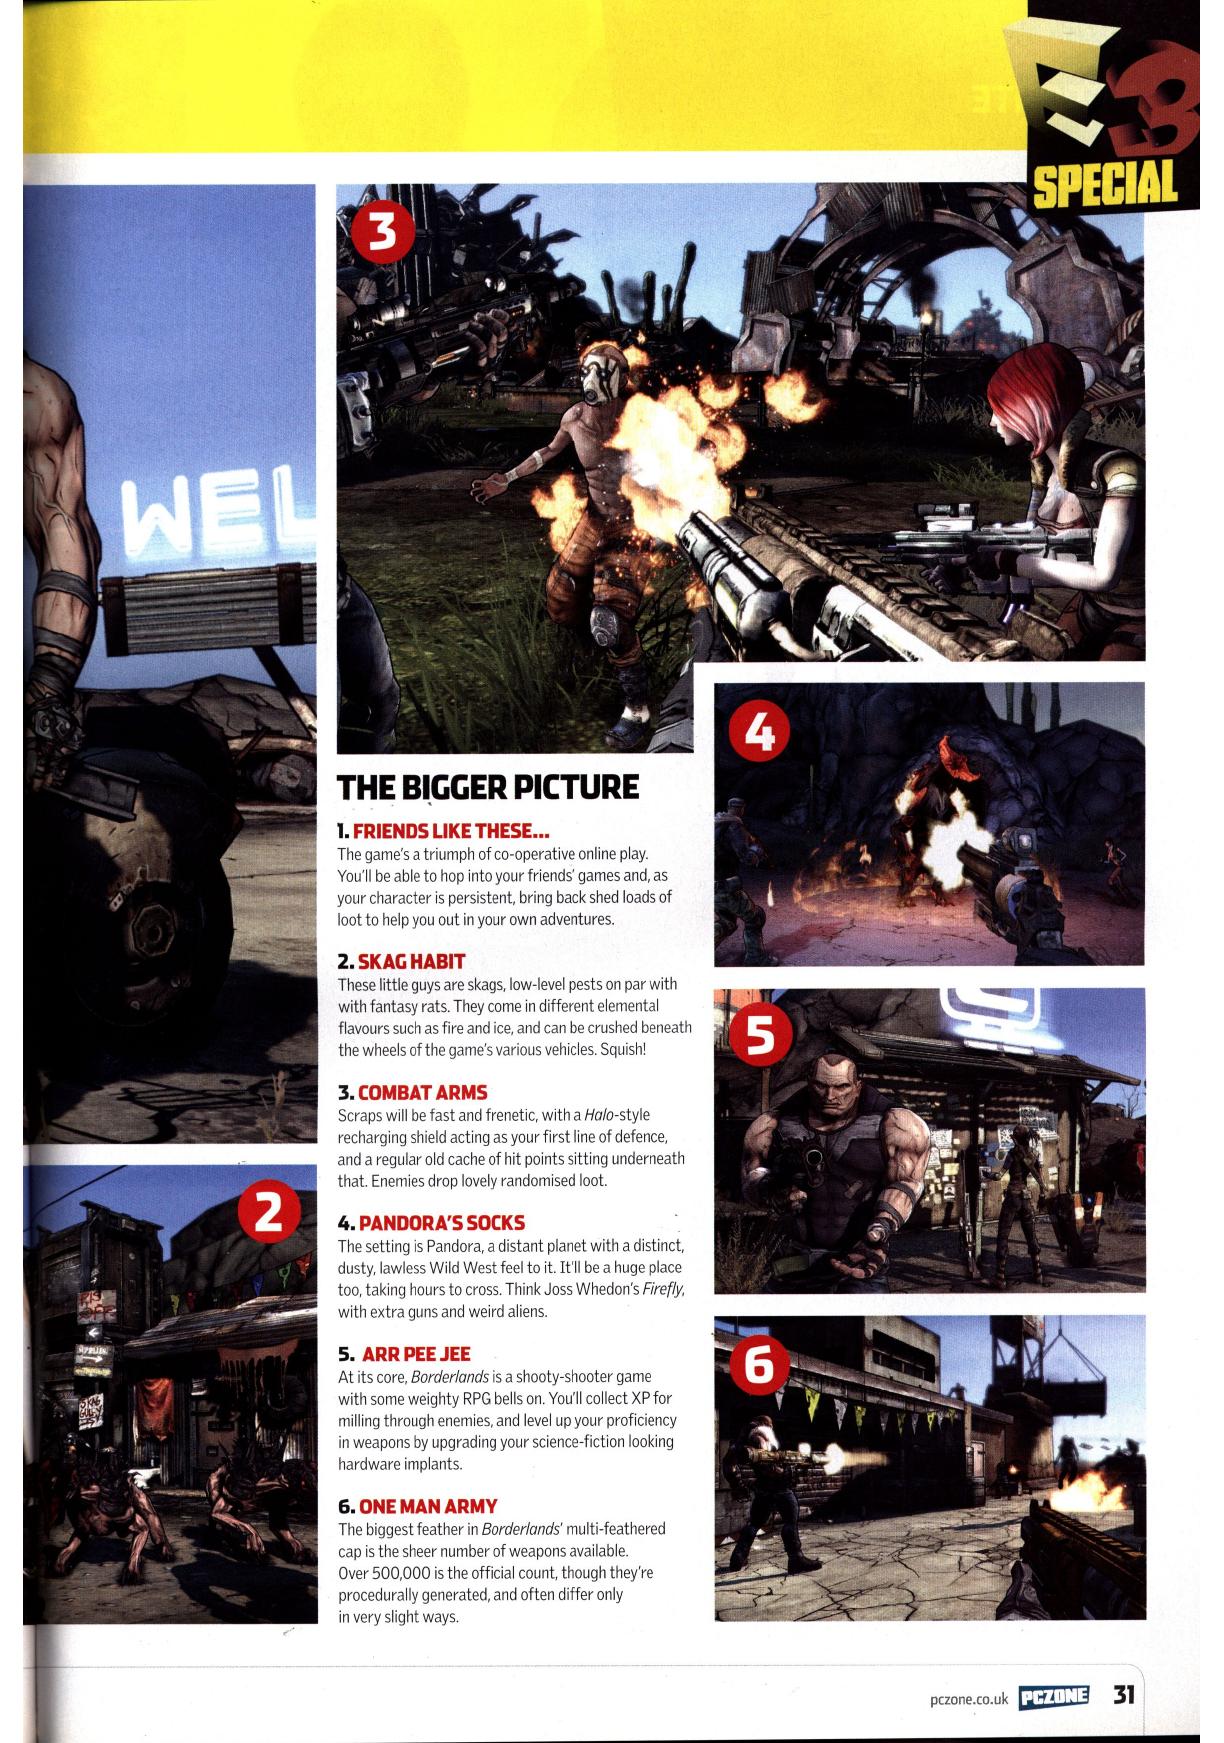 E3
SPECIAL
3
WEL
THE BIGGER PICTURE
1. FRIENDS LIKE THESE...
The game's a triumph of co-operative online play.
You'll be able to hop into your friends' games and, as
your character is persistent, bring back shed loads of
loot to help you out in your own adventures.
2. SKAG HABIT
These little guys are skags, low-level pests on par with
with fantasy rats. They come in different elemental
flavours such as fire and ice, and can be crushed beneath
the wheels of the game's various vehicles. Squish!
3. COMBAT ARMS
Scraps will be fast and frenetic, with a Halo-style
recharging shield acting as your first line of defence,
and a regular old cache of hit points sitting underneath
that. Enemies drop lovely randomised loot.
4. PANDORA'S SOCKS
The setting is Pandora, a distant planet with a distinct,
dusty, lawless Wild West feel to it. It'll be a huge place
too, taking hours to cross. Think Joss Whedon's Firefly,
with extra guns and weird aliens.
5. ARR PEE JEE
At its core, Borderlands is a shooty-shooter game
with some weighty RPG bells on. You'll collect XP for
milling through enemies, and level up your proficiency
in weapons by upgrading your science-fiction looking
hardware implants.
6. ONE MAN ARMY
The biggest feather in Borderlands' multi-feathered
cap is the sheer number of weapons available.
Over 500,000 is the official count, though they're
procedurally generated, and often differ only
in very slight ways.
2
4
5
6
pczone.co.uk PCZONE 31